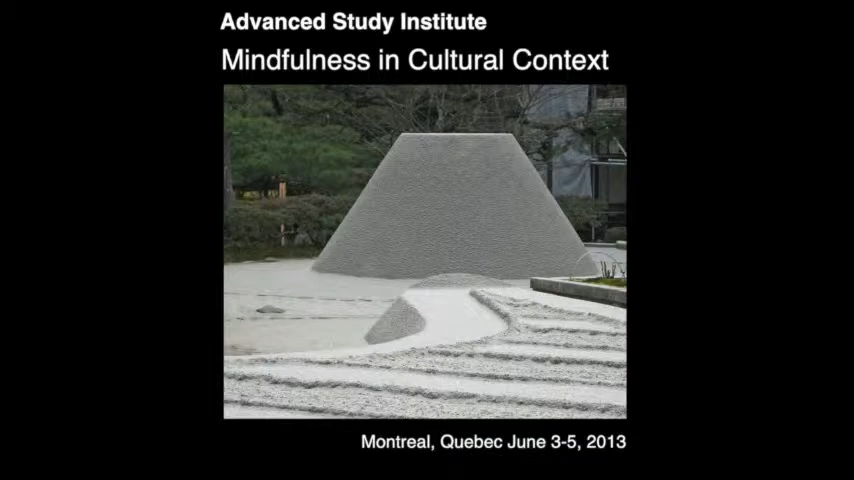 Advanced Study Institute
Mindfulness in Cultural Context
Montreal, Quebec June 3-5, 2013